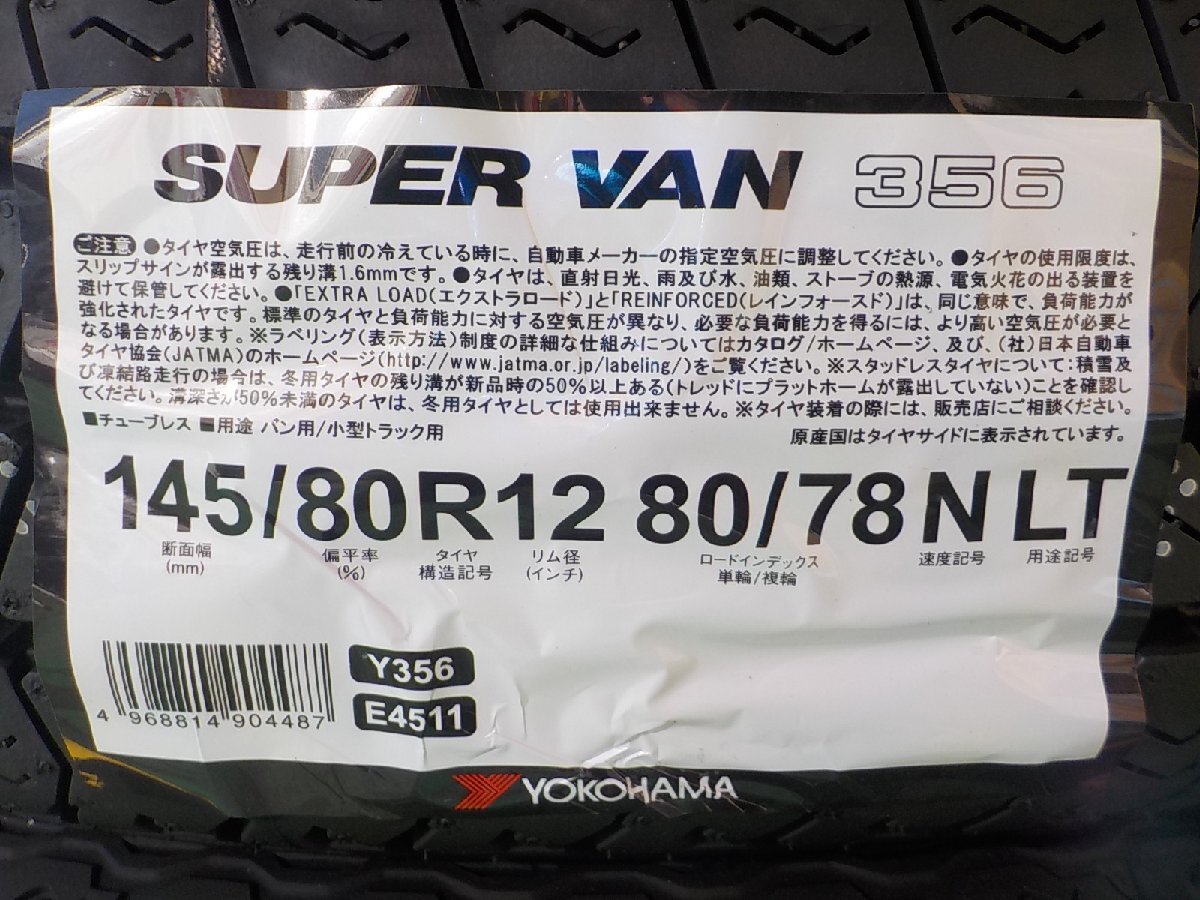 SUPER VAN 356
ご注意 ●タイヤ空気圧は、走行前の冷えている時に、自動車メーカーの指定空気圧に調整してください。●タイヤの使用限度は、
スリップサインが露出する残り溝1.6mmです。●タイヤは、直射日光、雨及び水、油類、ストーブの熱源、電気火花の出る装置を
避けて保管してください。●「EXTRA LOAD(エクストラロード)」と「REINFORCED(レインフォースド)」は、同じ意味で、負荷能力が
強化されたタイヤです。標準のタイヤと負荷能力に対する空気圧が異なり、必要な負荷能力を得るには、より高い空気圧が必要と
なる場合があります。※ラベリング(表示方法)制度の詳細な仕組みについてはカタログ/ホームページ、及び、(社)日本自動車
タイヤ協会(JATMA)のホームページ(http://www.jatma.or.jp/labeling/)をご覧ください。※スタッドレスタイヤについて:積雪及
び凍結路走行の場合は、冬用タイヤの残り溝が新品時の50%以上ある(トレッドにプラットホームが露出していない)ことを確認し
てください。溝深さが50%未満のタイヤは、冬用タイヤとしては使用出来ません。※タイヤ装着の際には、販売店にご相談ください。
■チューブレス ■用途 バン用/小型トラック用 原産国はタイヤサイドに表示されています。
145/80R12 80/78N LT
断面幅 偏平率 タイヤ リム径 ロードインデックス 速度記号 用途記号
(mm) (%) 構造記号 (インチ) 単輪/複輪
Y356
E4511
4 968814 904487
YOKOHAMA